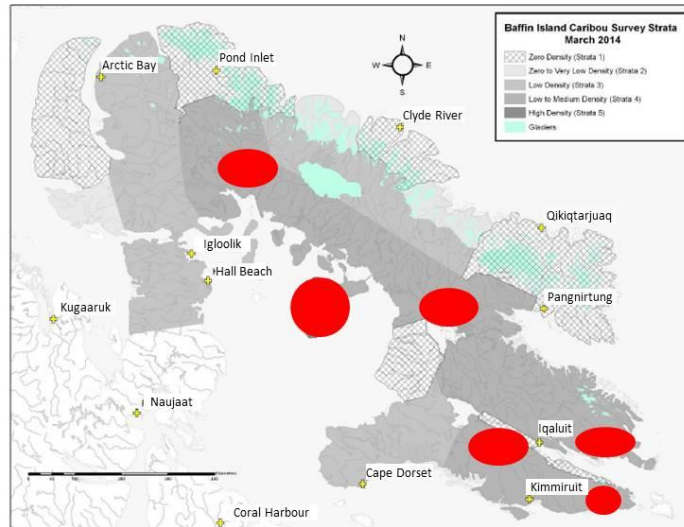 Baffin Island Caribou Survey Strata
March 2014
Zero Density (Strata 1)
Zero to Very Low Density (Strata 2)
Low Density (Strata 3)
Low to Medium Density (Strata 4)
High Density (Strata 5)
Glaciers
N
W
E
S
Arctic Bay
Pond Inlet
Clyde River
Qikiqtarjuaq
Igloolik
Hall Beach
Kugaaruk
Pangnirtung
Naujaat
Iqaluit
Cape Dorset
Kimmiruit
Coral Harbour